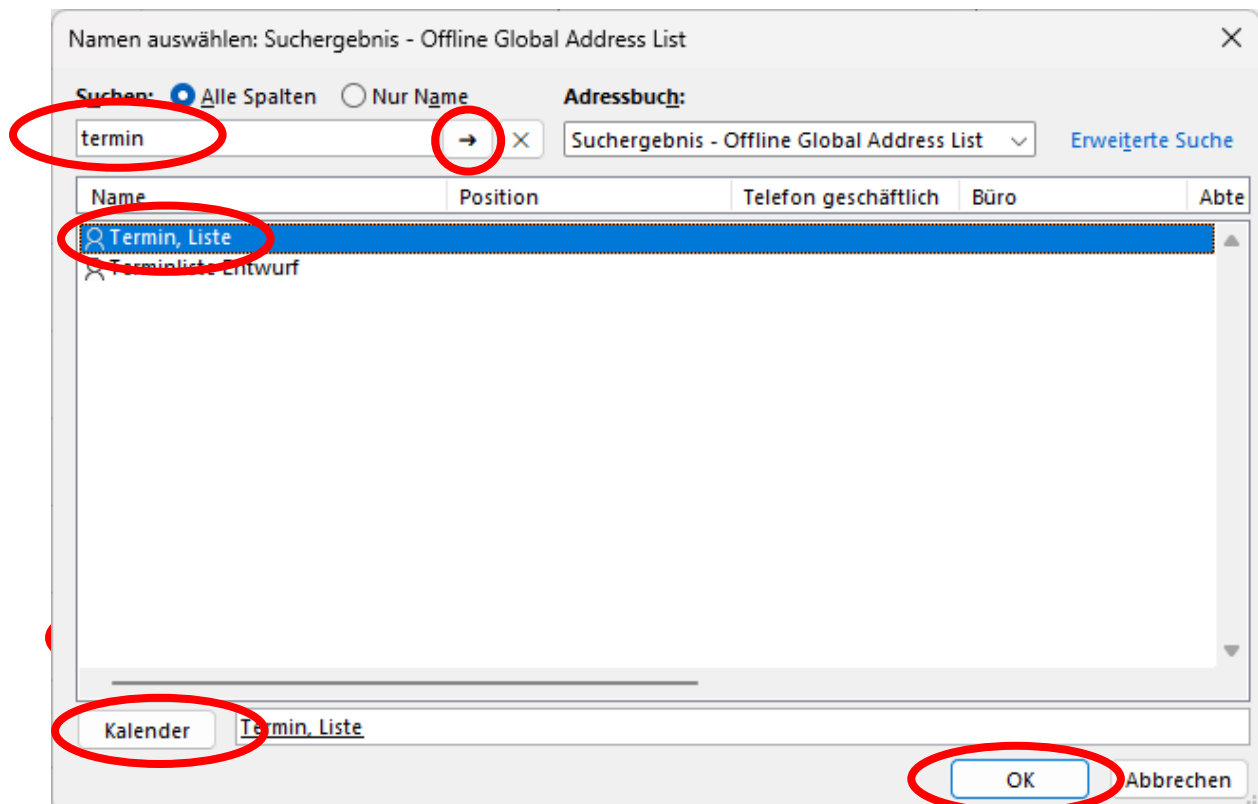 Namen auswählen: Suchergebnis - Offline Global Address List
Suchen: Alle Spalten Nur Name Adressbuch:
termin Suchergebnis - Offline Global Address List Erweiterte Suche
Name Position Telefon geschäftlich Büro Abte
Termin, Liste
Terminliste Entwurf
Kalender Termin, Liste
OK Abbrechen